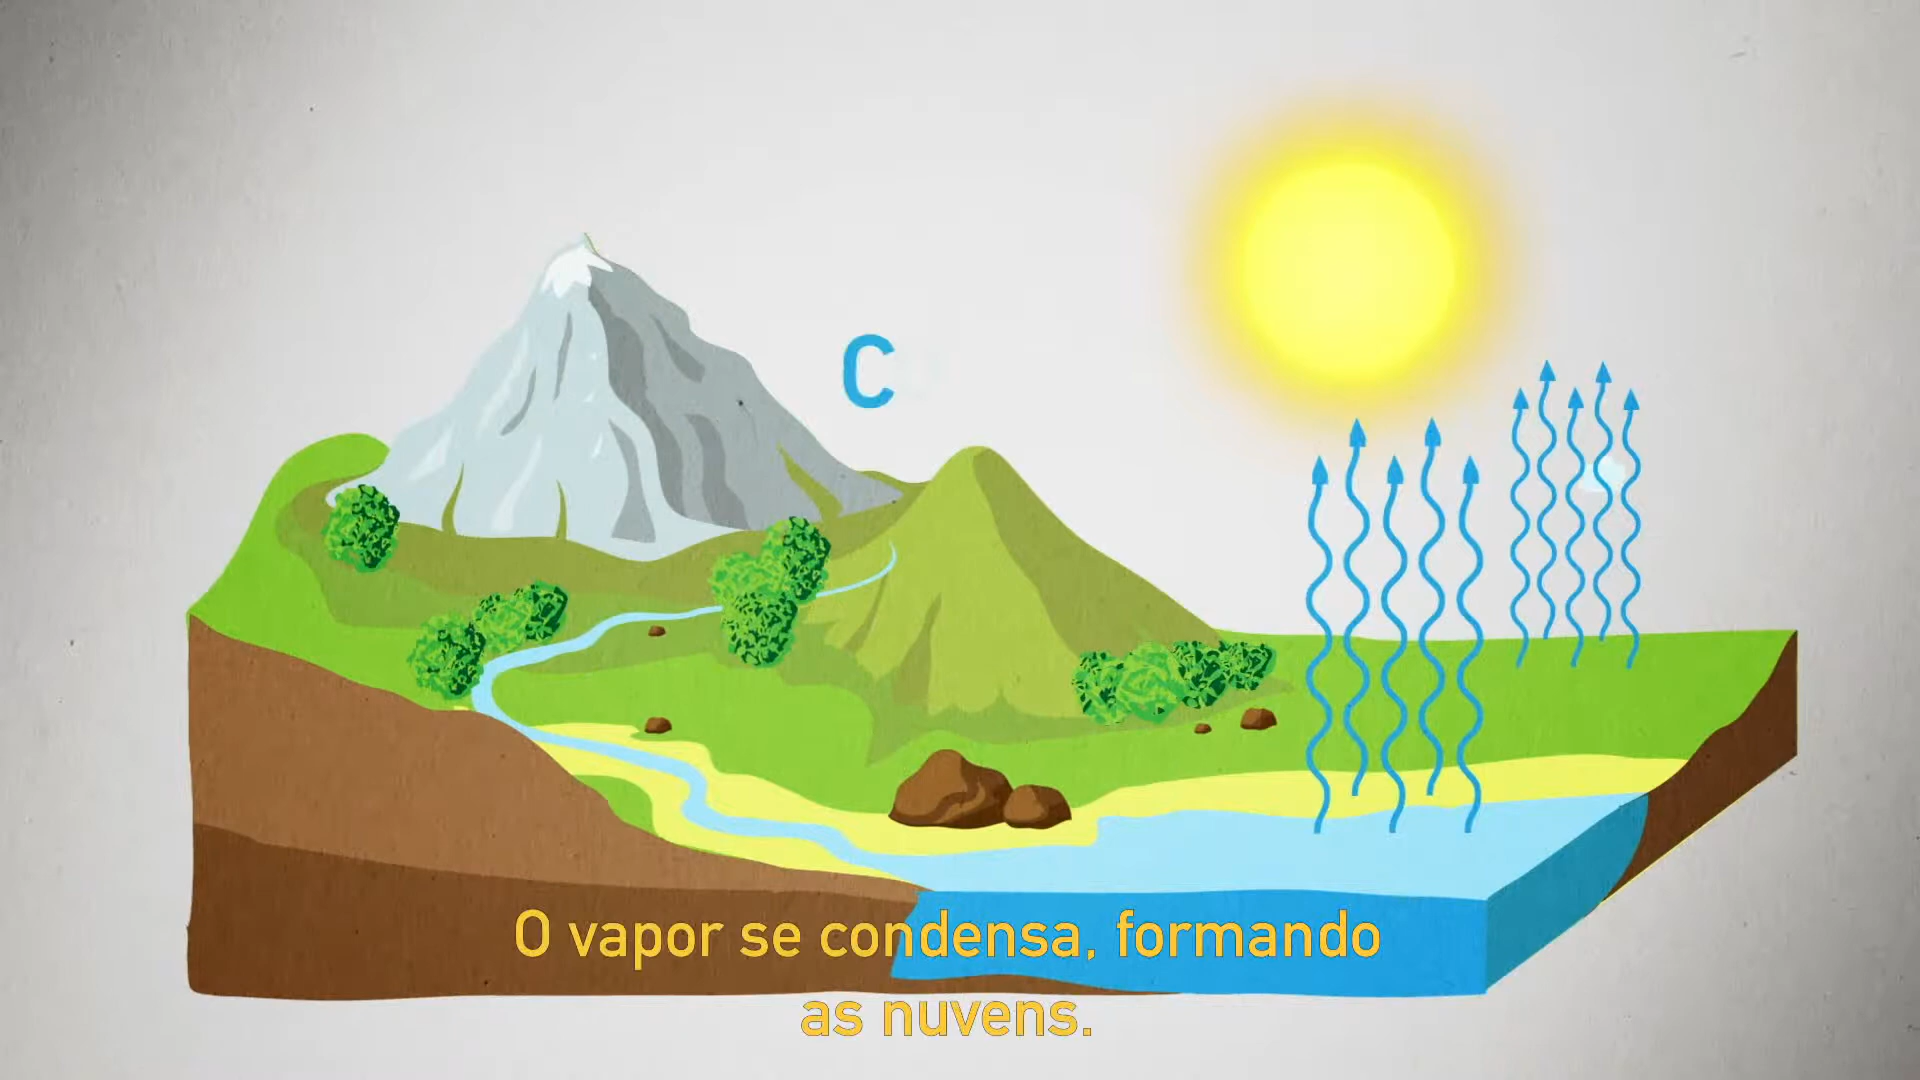 C
O vapor se condensa, formando
as nuvens.